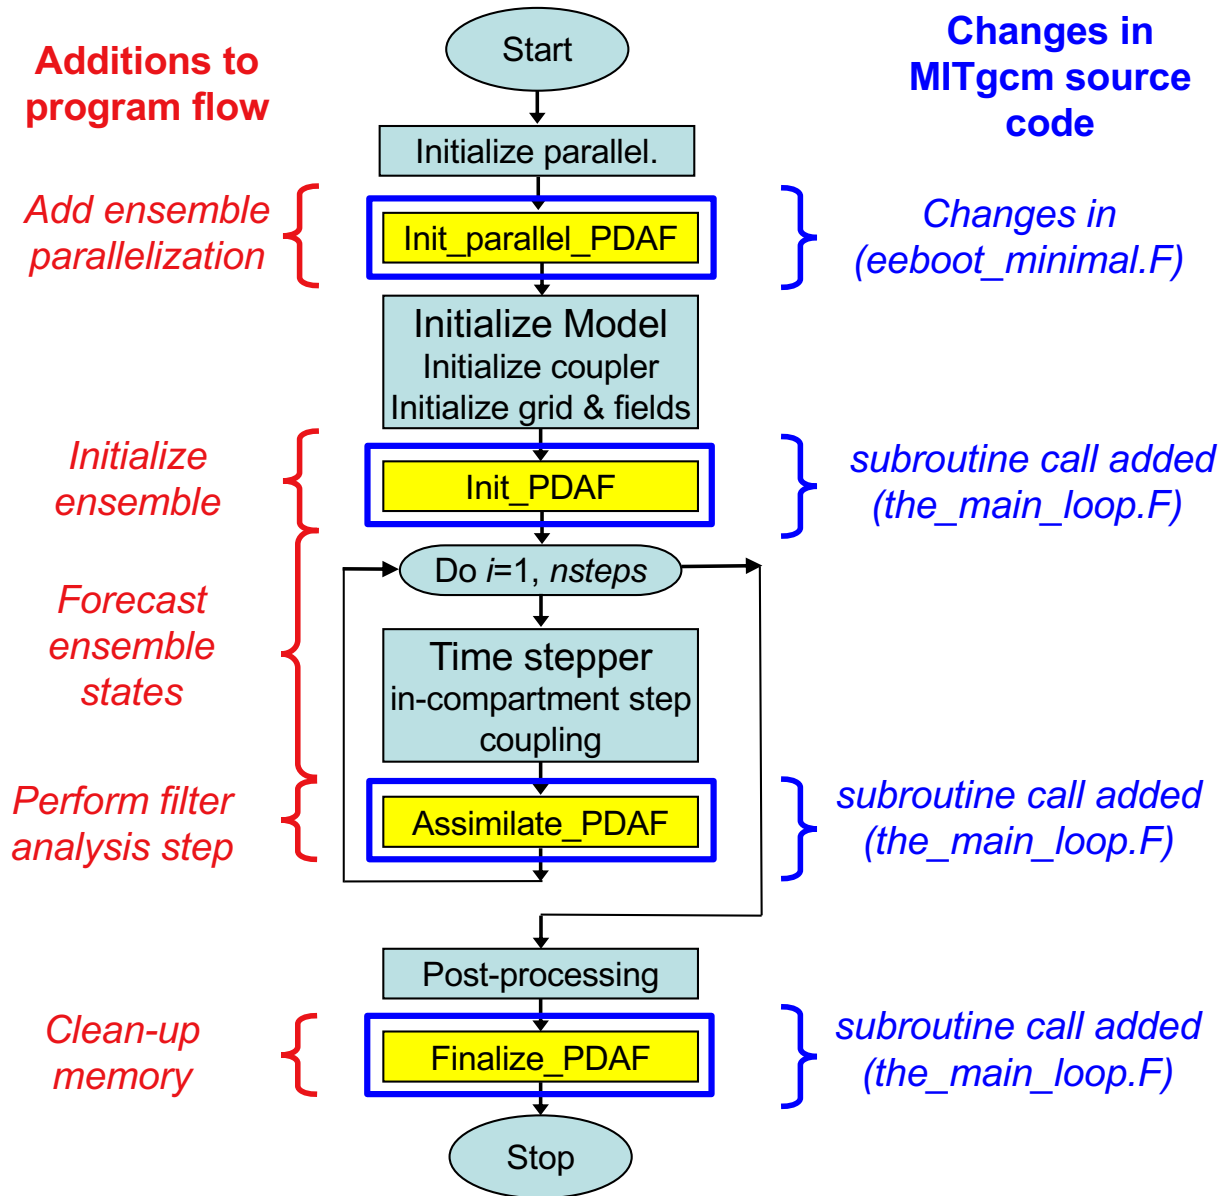 Additions to
program flow
Start
Changes in
MITgcm source
code
Initialize parallel.
Add ensemble
parallelization
Init_parallel_PDAF
Changes in
(eeboot_minimal.F)
Initialize Model
Initialize coupler
Initialize grid & fields
Initialize
ensemble
Init_PDAF
subroutine call added
(the_main_loop.F)
Do i=1, nsteps
Forecast
ensemble
states
Time stepper
in-compartment step
coupling
Perform filter
analysis step
Assimilate_PDAF
subroutine call added
(the_main_loop.F)
Post-processing
Clean-up
memory
Finalize_PDAF
subroutine call added
(the_main_loop.F)
Stop